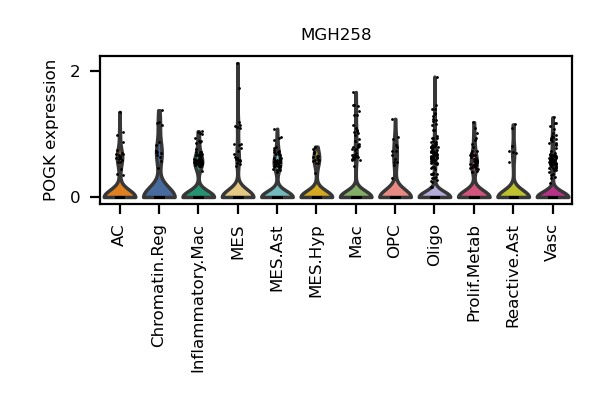 MGH258
POGK expression
2
0
AC
Chromatin.Reg
Inflammatory.Mac
MES
MES.Ast
MES.Hyp
Mac
OPC
Oligo
Prolif.Metab
Reactive.Ast
Vasc